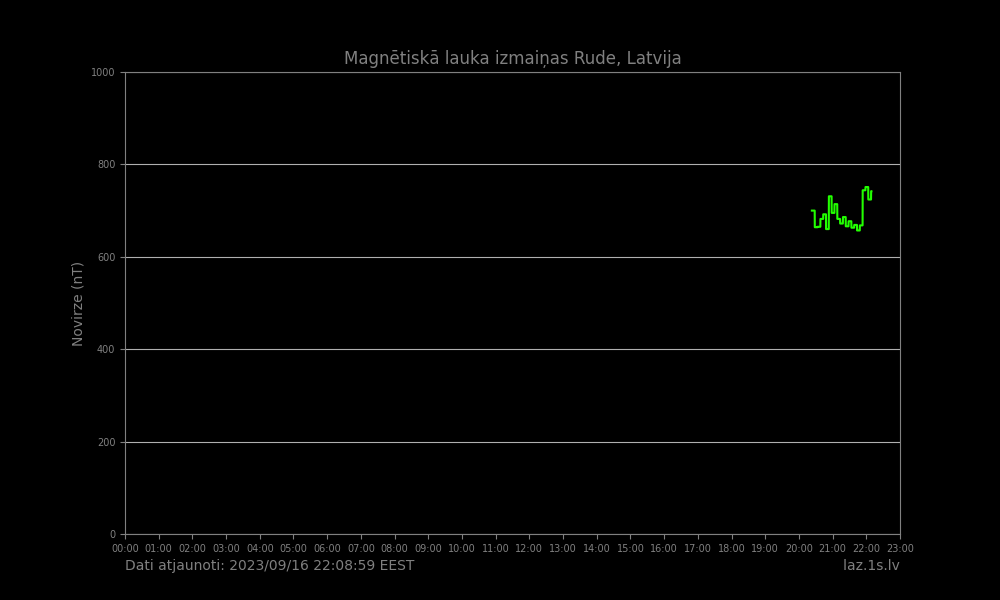 Magnētiskā lauka izmaiņas Rude, Latvija
1000
800
600
400
200
0
Novirze (nT)
00:00 01:00 02:00 03:00 04:00 05:00 06:00 07:00 08:00 09:00 10:00 11:00 12:00 13:00 14:00 15:00 16:00 17:00 18:00 19:00 20:00 21:00 22:00 23:00
Dati atjaunoti: 2023/09/16 22:08:59 EEST laz.1s.lv